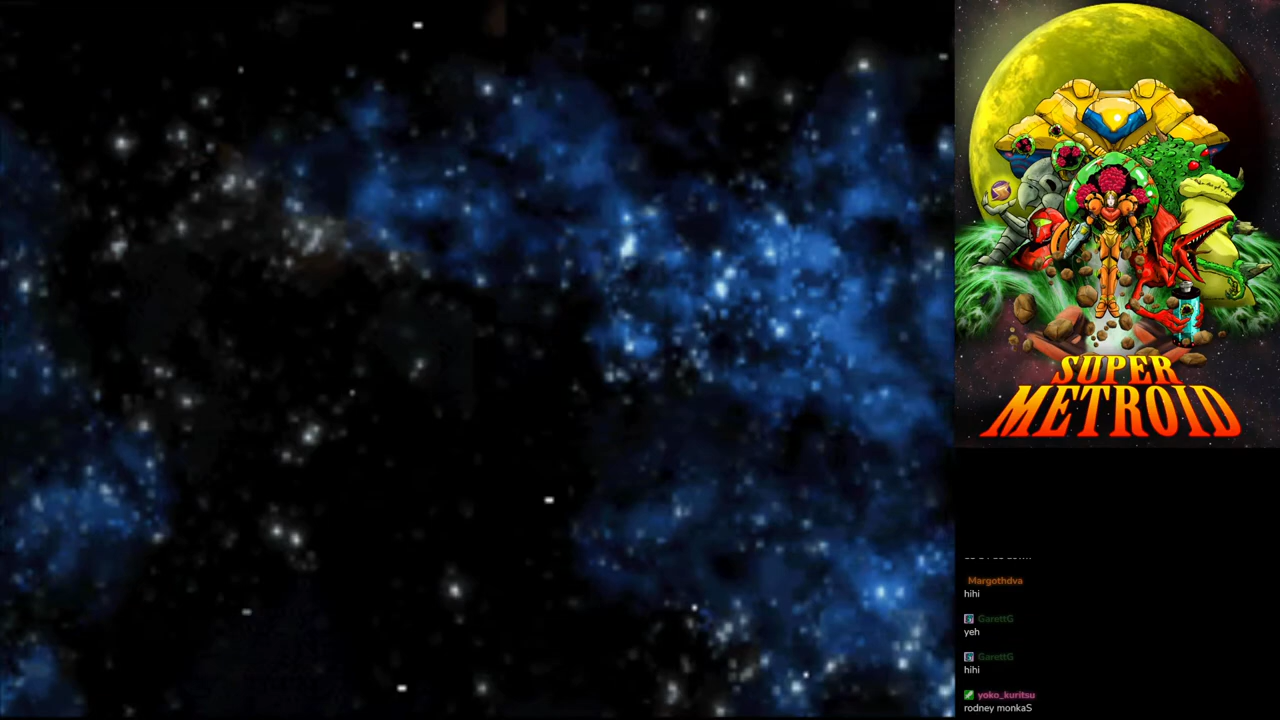 SUPER
METROID
Margothdva
hihi
GarettG
yeh
GarettG
hihi
yoko_kuritsu
rodney monkaS